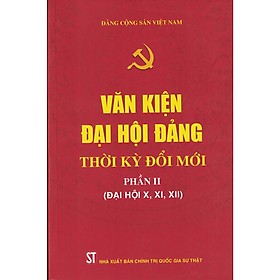 ĐẢNG CỘNG SẢN VIỆT NAM
VĂN KIỆN
ĐẠI HỘI ĐẢNG
THỜI KỲ ĐỔI MỚI
PHẦN II
(ĐẠI HỘI X, XI, XII)
ST NHÀ XUẤT BẢN CHÍNH TRỊ QUỐC GIA SỰ THẬT